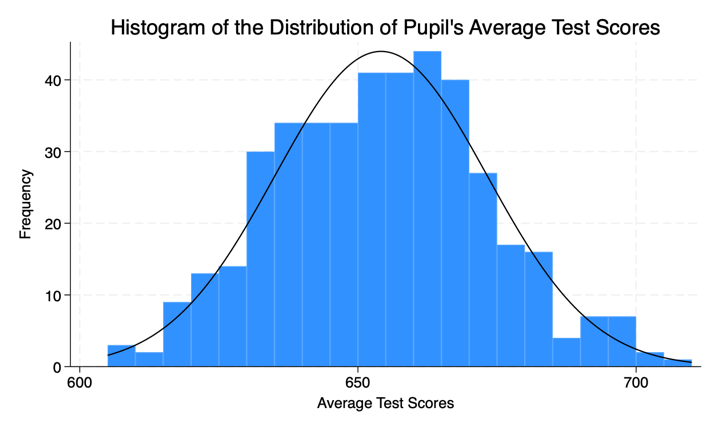 Histogram of the Distribution of Pupil's Average Test Scores
Frequency
40
30
20
10
0
600
650
700
Average Test Scores